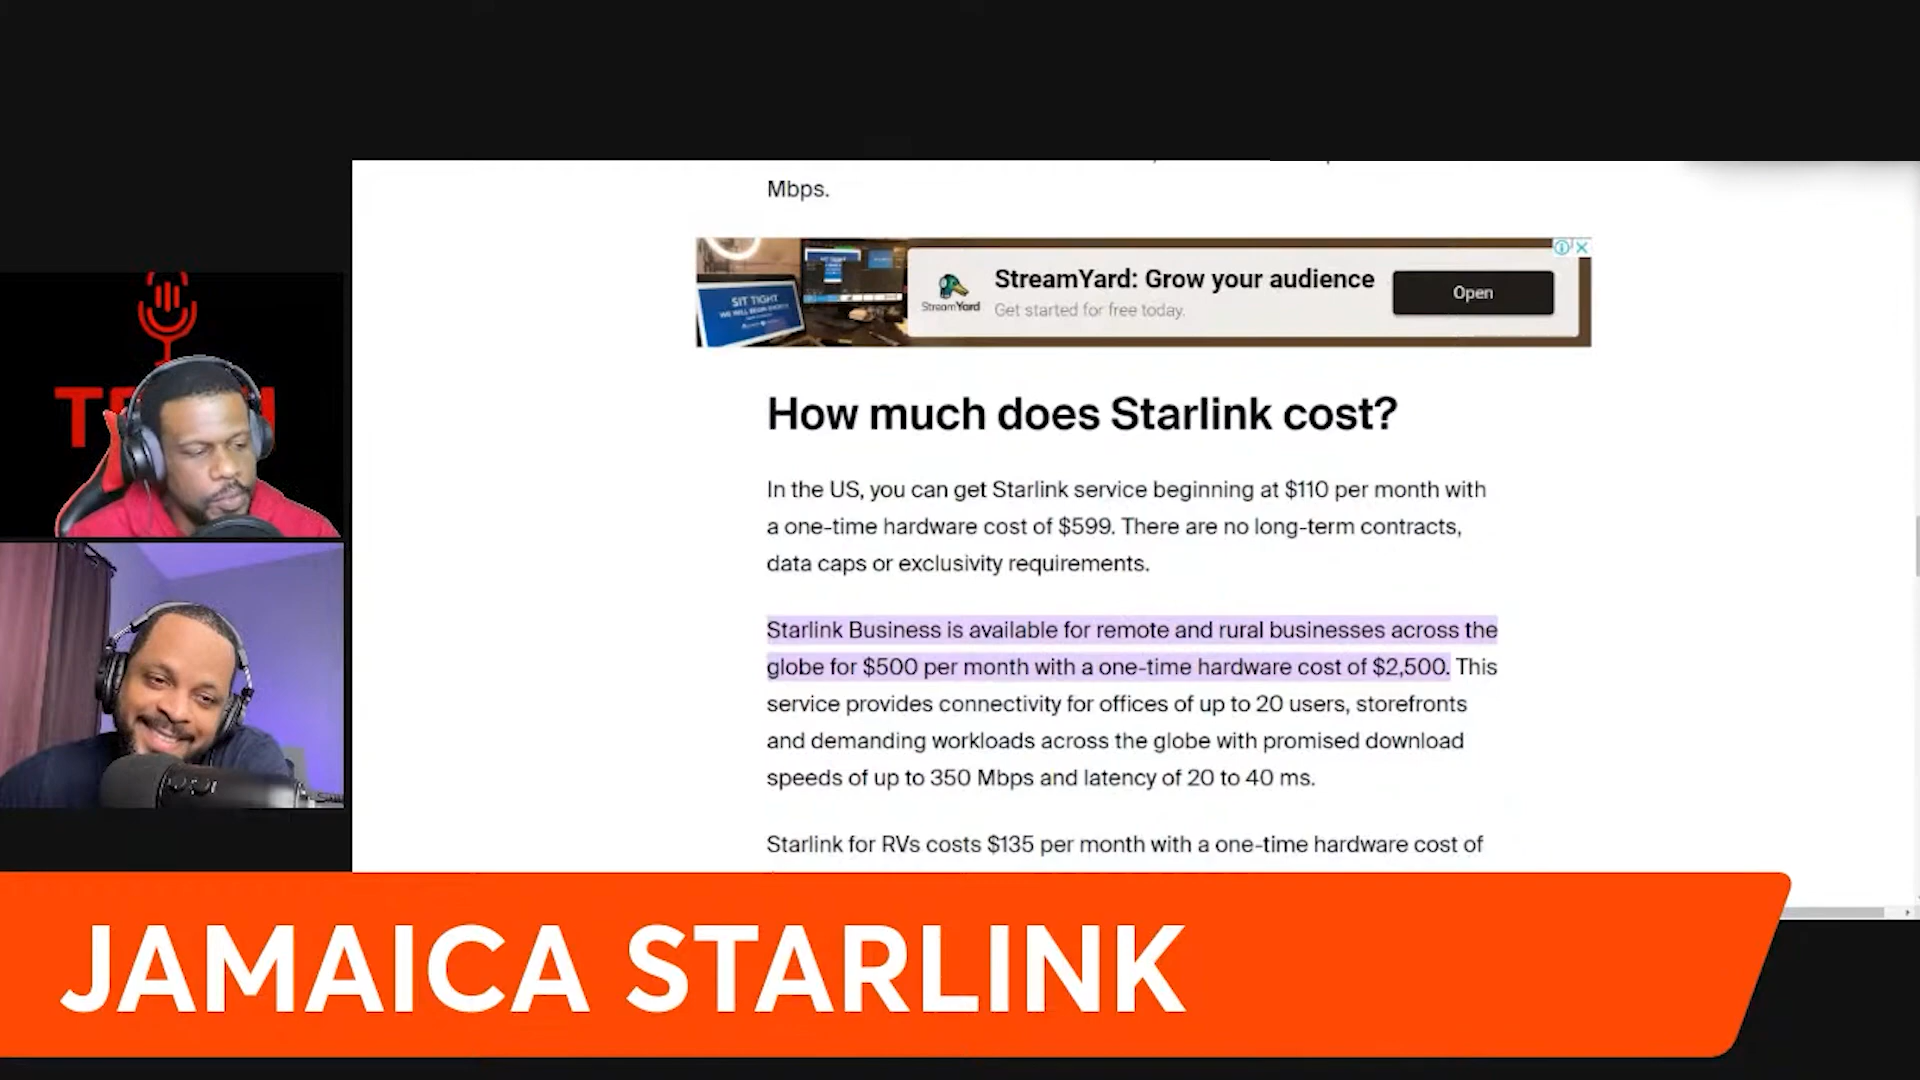 Mbps.
SIT TIGHT
StreamYard
StreamYard: Grow your audience
Get started for free today.
Open
How much does Starlink cost?
In the US, you can get Starlink service beginning at $110 per month with
a one-time hardware cost of $599. There are no long-term contracts,
data caps or exclusivity requirements.
Starlink Business is available for remote and rural businesses across the
globe for $500 per month with a one-time hardware cost of $2,500. This
service provides connectivity for offices of up to 20 users, storefronts
and demanding workloads across the globe with promised download
speeds of up to 350 Mbps and latency of 20 to 40 ms.
Starlink for RVs costs $135 per month with a one-time hardware cost of
JAMAICA STARLINK